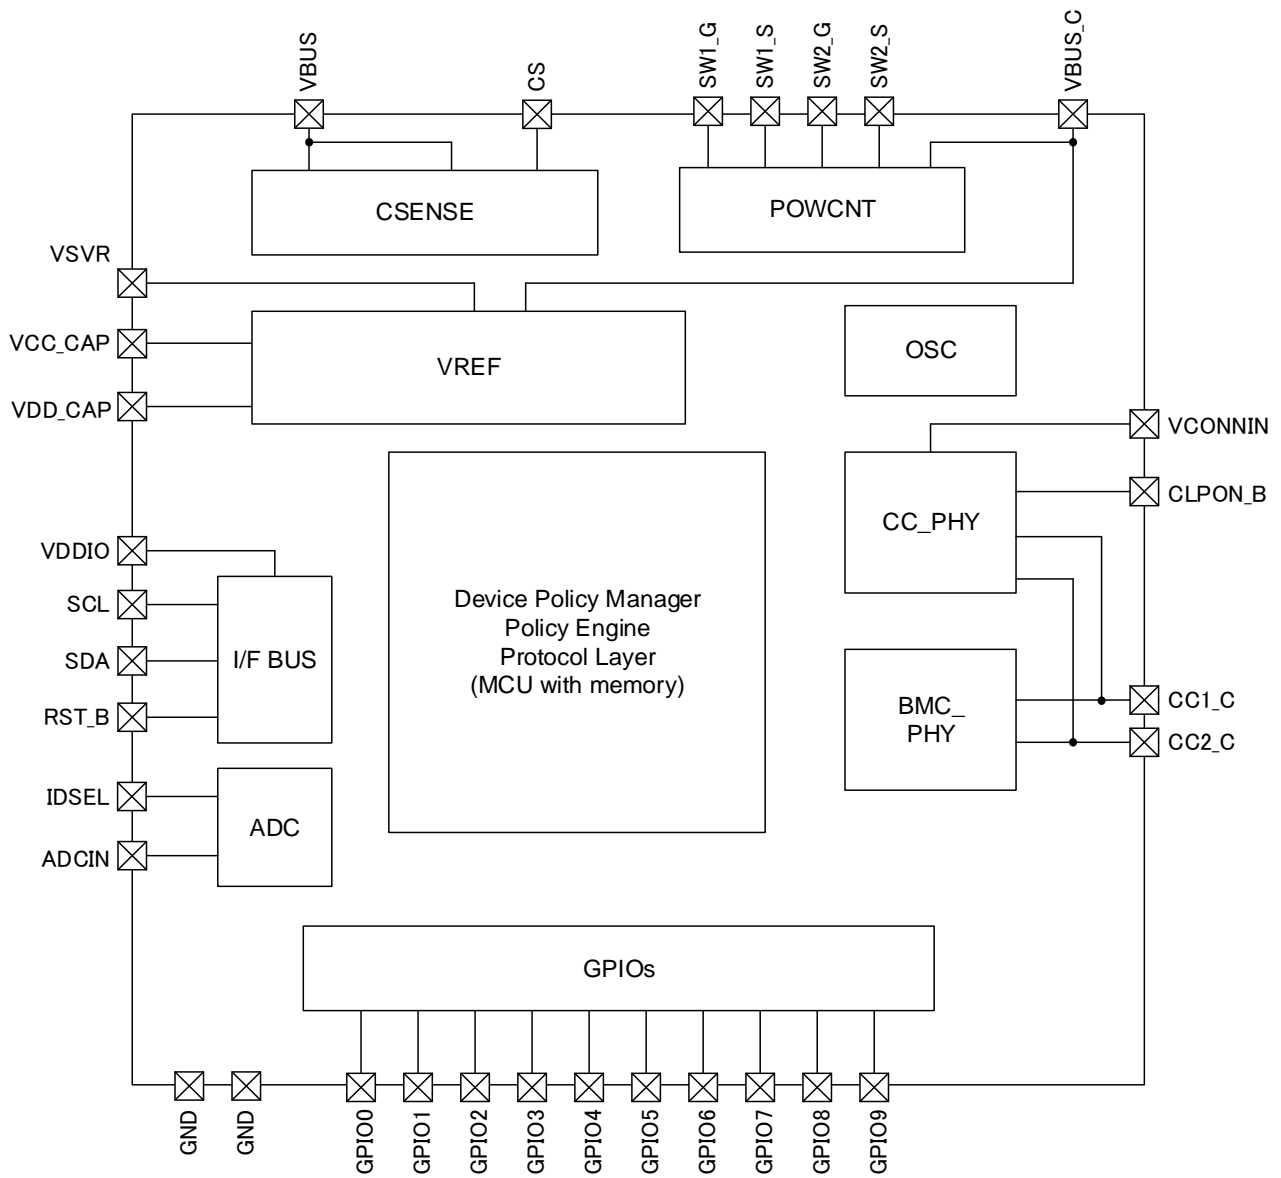 VBUS
CS
SW1_G
SW1_S
SW2_G
SW2_S
VBUS_C
CSENSE
POWCNT
VSVR
VCC_CAP
VDD_CAP
VREF
OSC
VCONNIN
CLPON_B
CC_PHY
VDDIO
SCL
SDA
RST_B
I/F BUS
Device Policy Manager
Policy Engine
Protocol Layer
(MCU with memory)
BMC_
PHY
CC1_C
CC2_C
IDSEL
ADCIN
ADC
GPIOs
GND
GND
GPIO0
GPIO1
GPIO2
GPIO3
GPIO4
GPIO5
GPIO6
GPIO7
GPIO8
GPIO9